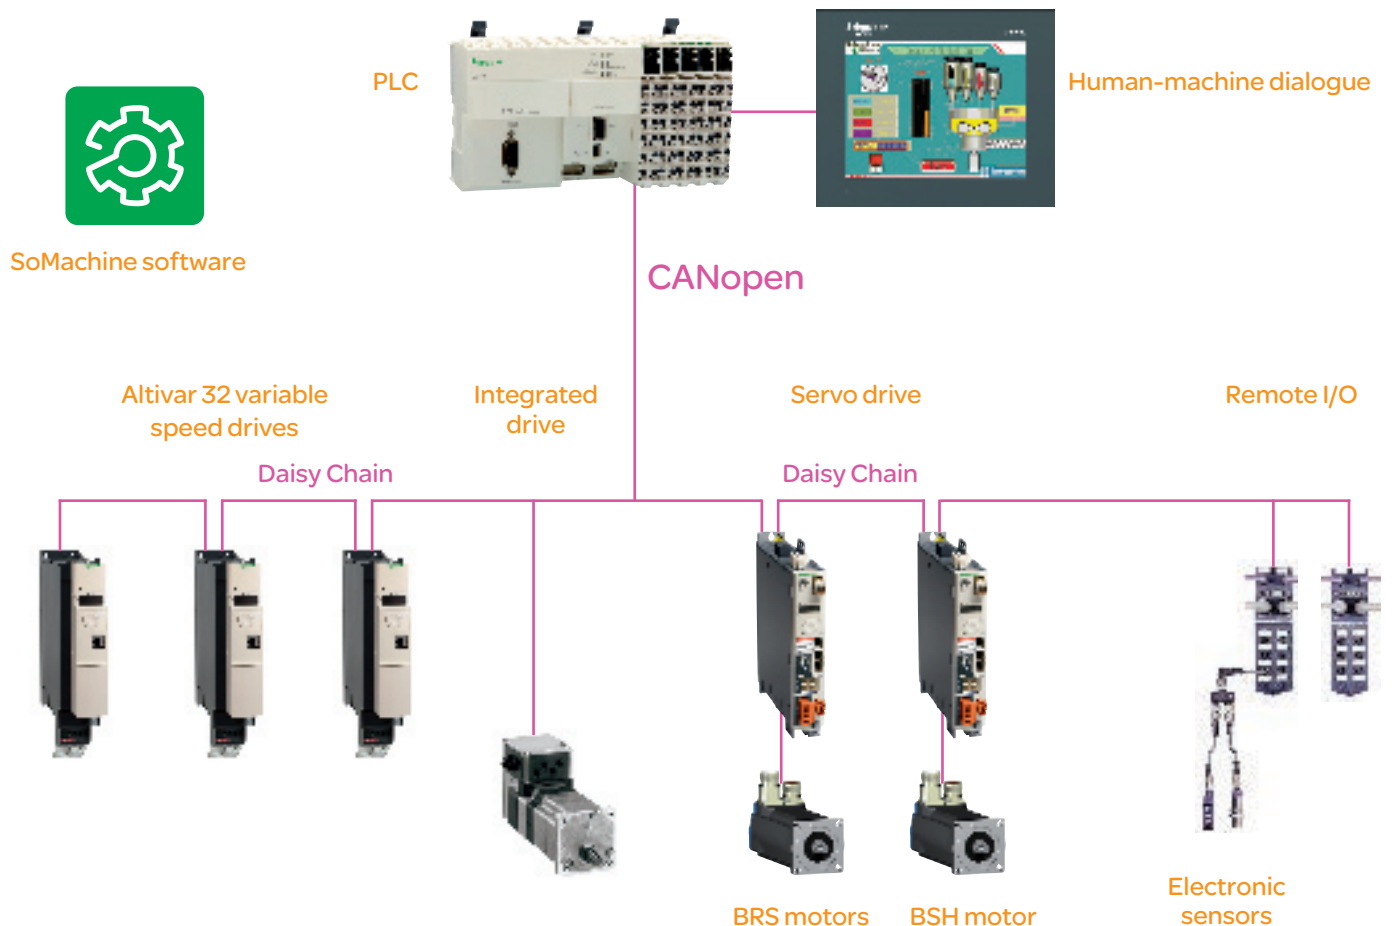 PLC
Human-machine dialogue
SoMachine software
CANopen
Altivar 32 variable
speed drives
Integrated
drive
Servo drive
Remote I/O
Daisy Chain
Daisy Chain
BRS motors
BSH motor
Electronic
sensors